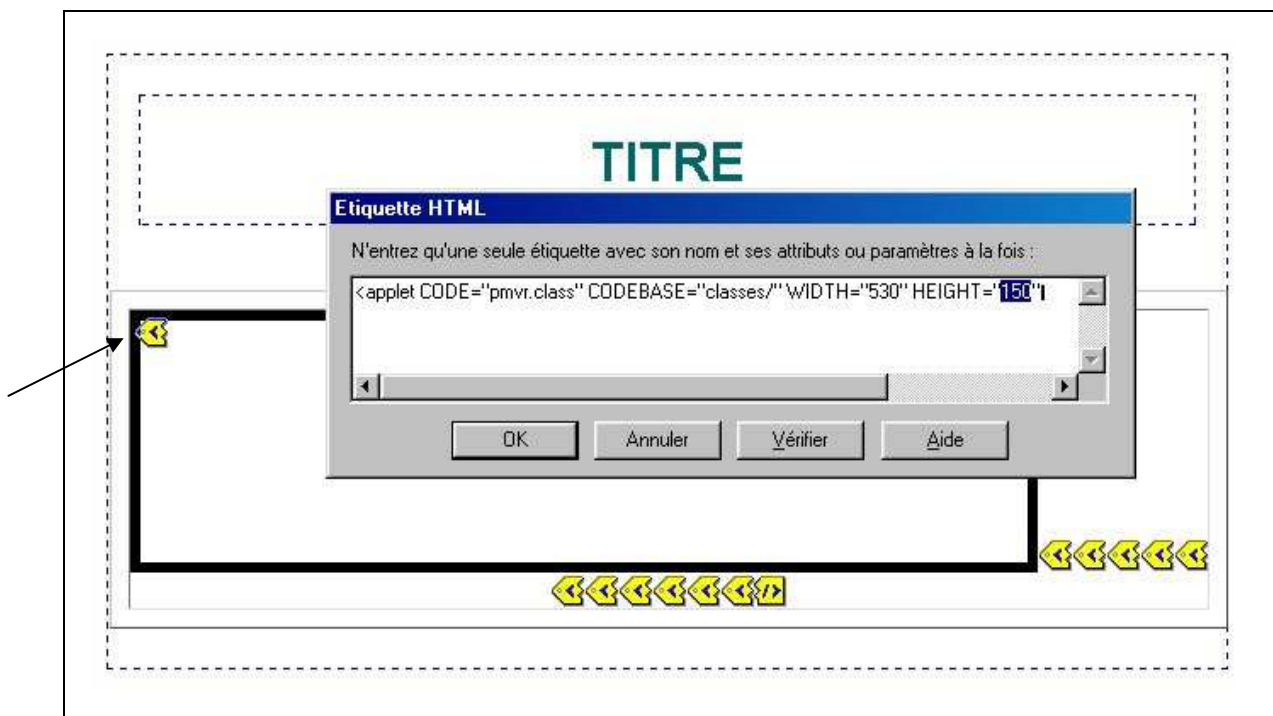 TITRE
Etiquette HTML
N'entrez qu'une seule étiquette avec son nom et ses attributs ou paramètres à la fois :
<applet CODE="pmvr.class" CODEBASE="classes/" WIDTH="530" HEIGHT="150"
OK Annuler Vérifier Aide